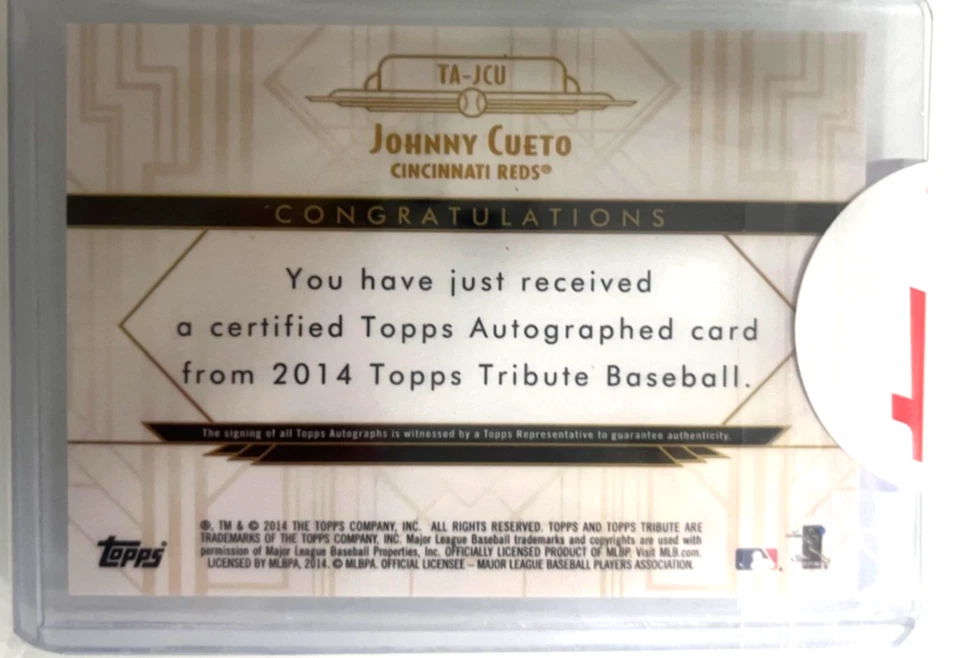 TA-JCU
JOHNNY CUETO
CINCINNATI REDS®
CONGRATULATIONS
You have just received
a certified Topps Autographed card
from 2014 Topps Tribute Baseball.
The signing of all Topps Autographs is witnessed by a Topps Representative to guarantee authenticity.
®, TM & © 2014 THE TOPPS COMPANY, INC. ALL RIGHTS RESERVED. TOPPS AND TOPPS TRIBUTE ARE
TRADEMARKS OF THE TOPPS COMPANY, INC. Major League Baseball trademarks and copyrights are used with
permission of Major League Baseball Properties, Inc. OFFICIALLY LICENSED PRODUCT OF MLBP. Visit MLB.com.
LICENSED BY MLBPA, 2014. © MLBPA. OFFICIAL LICENSEE – MAJOR LEAGUE BASEBALL PLAYERS ASSOCIATION.
Topps